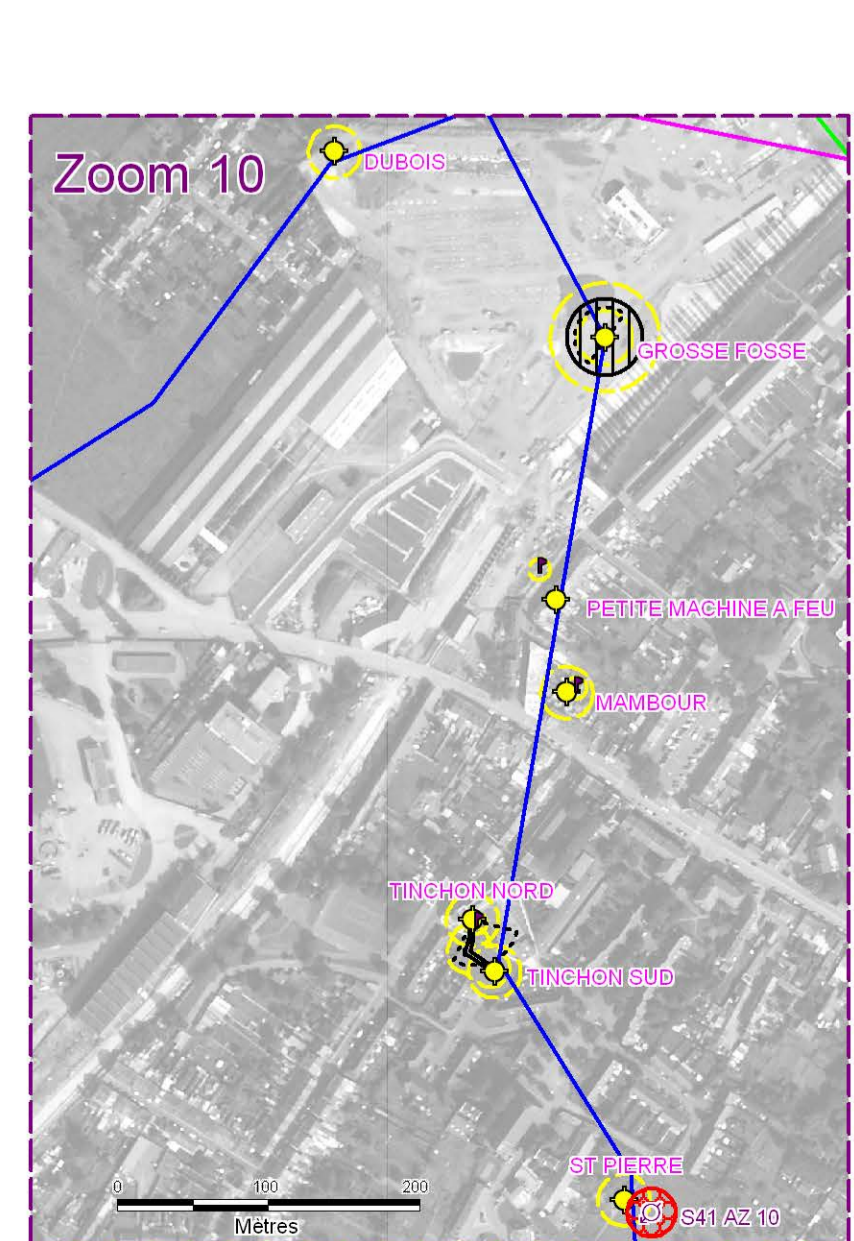 Zoom 10
DUBOIS
GROSSE FOSSE
PETITE MACHINE A FEU
MAMBOUR
TINCHON NORD
TINCHON SUD
ST PIERRE
S41 AZ 10
0 100 200
Mètres